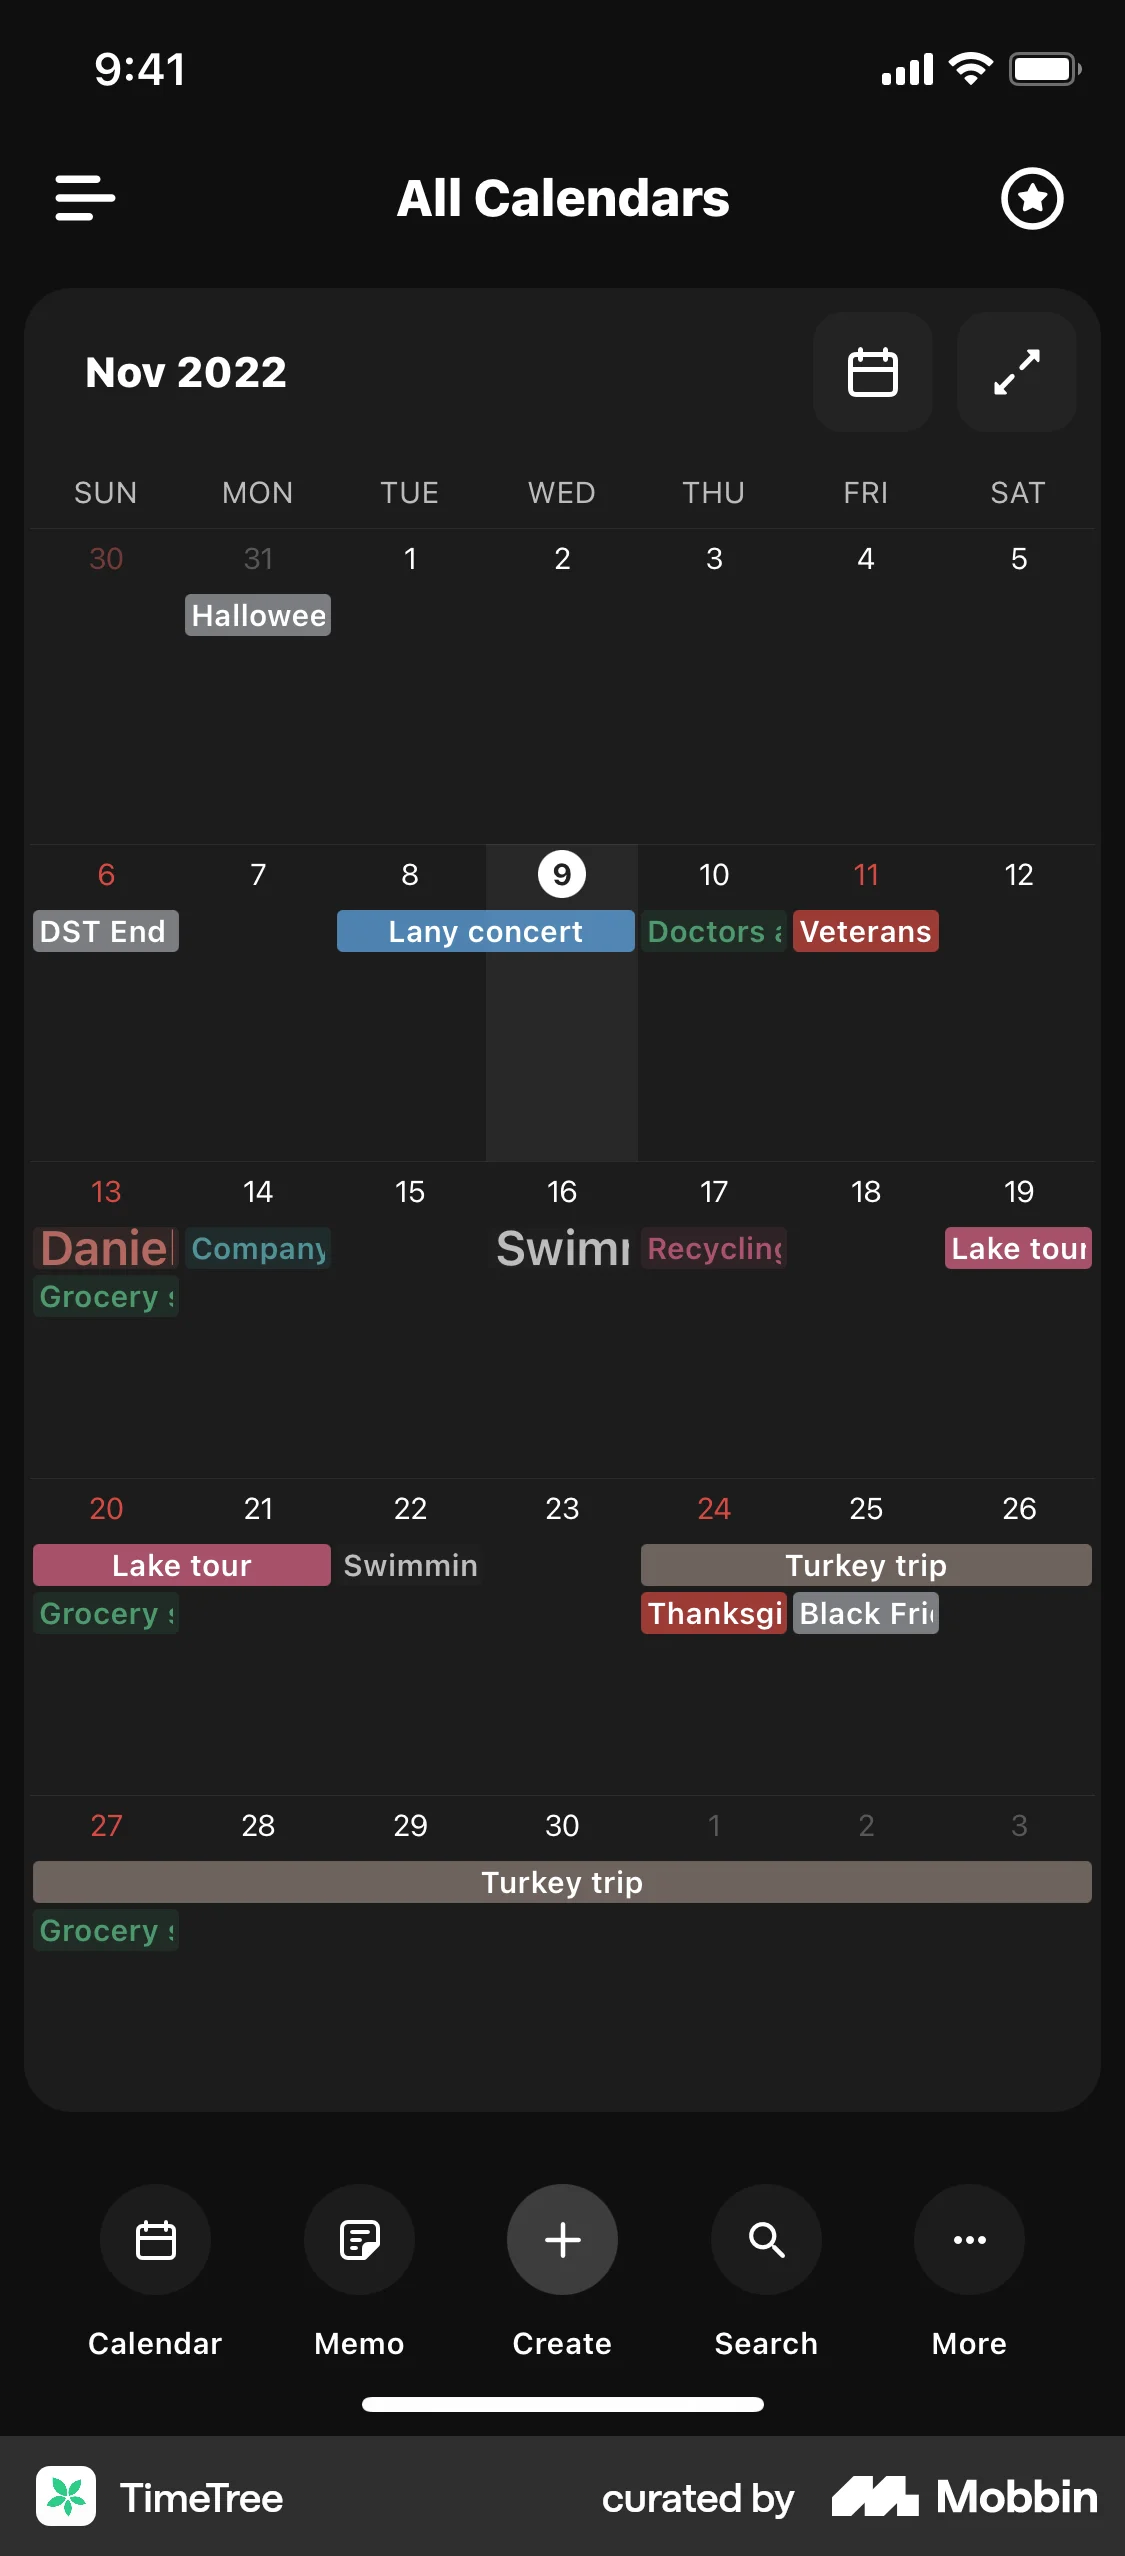 9:41
All Calendars
Nov 2022
SUN MON TUE WED THU FRI SAT
30 31 1 2 3 4 5
Hallowee
6 7 8 9 10 11 12
DST End Lany concert Doctors Veterans
13 14 15 16 17 18 19
Daniel Company Swimm Recycling Lake tour
Grocery s
20 21 22 23 24 25 26
Lake tour Swimmin Turkey trip
Grocery s Thanksgi Black Frid
27 28 29 30 1 2 3
Turkey trip
Grocery s
Calendar Memo Create Search More
TimeTree curated by Mobbin